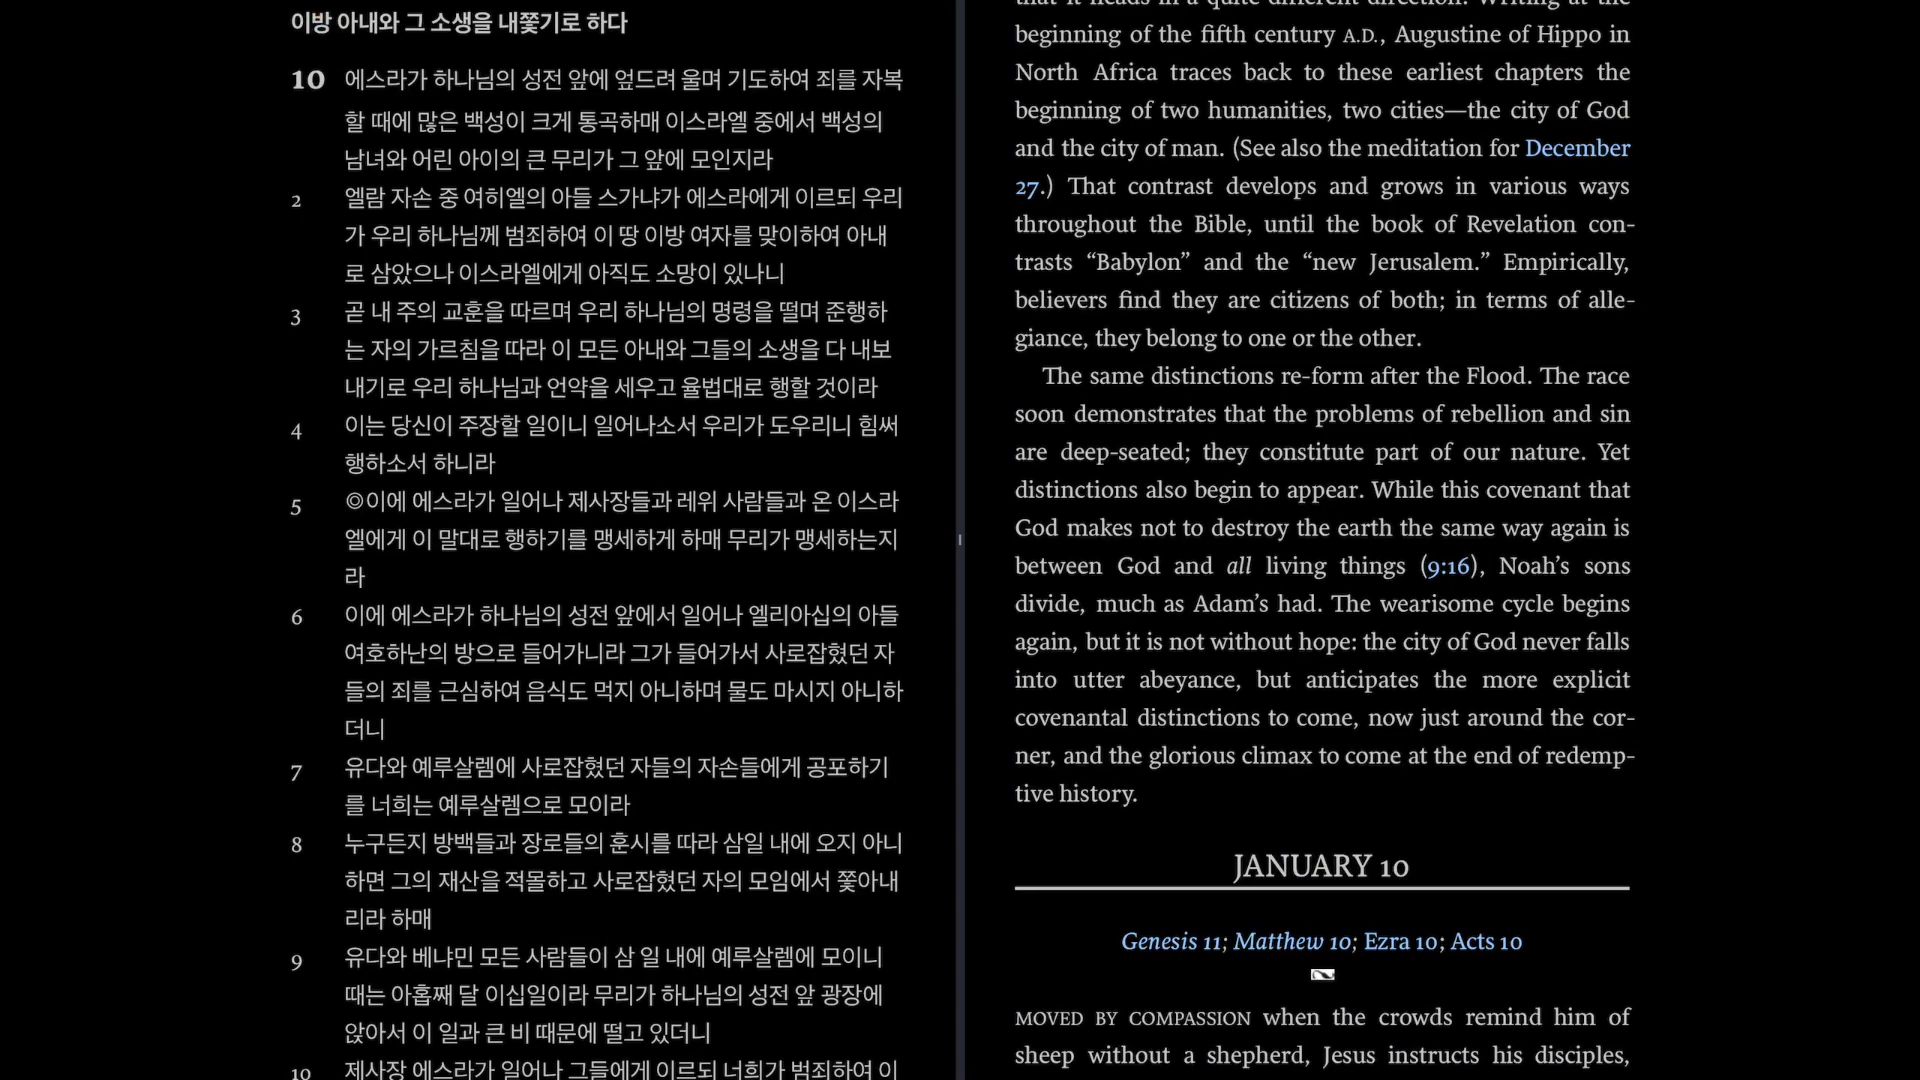 이방 아내와 그 소생을 내쫓기로 하다
10 에스라가 하나님의 성전 앞에 엎드려 울며 기도하여 죄를 자복
할 때에 많은 백성이 크게 통곡하매 이스라엘 중에서 백성의
남녀와 어린 아이의 큰 무리가 그 앞에 모인지라
2 엘람 자손 중 여히엘의 아들 스가냐가 에스라에게 이르되 우리
가 우리 하나님께 범죄하여 이 땅 이방 여자를 맞이하여 아내
로 삼았으나 이스라엘에게 아직도 소망이 있나니
3 곧 내 주의 교훈을 따르며 우리 하나님의 명령을 떨며 준행하
는 자의 가르침을 따라 이 모든 아내와 그들의 소생을 다 내보
내기로 우리 하나님과 언약을 세우고 율법대로 행할 것이라
4 이는 당신이 주장할 일이니 일어나소서 우리가 도우리니 힘써
행하소서 하니라
5 ◎이에 에스라가 일어나 제사장들과 레위 사람들과 온 이스라
엘에게 이 말대로 행하기를 맹세하게 하매 무리가 맹세하는지
라
6 이에 에스라가 하나님의 성전 앞에서 일어나 엘리아십의 아들
여호하난의 방으로 들어가니라 그가 들어가서 사로잡혔던 자
들의 죄를 근심하여 음식도 먹지 아니하며 물도 마시지 아니하
더니
7 유다와 예루살렘에 사로잡혔던 자들의 자손들에게 공포하기
를 너희는 예루살렘으로 모이라
8 누구든지 방백들과 장로들의 훈시를 따라 삼일 내에 오지 아니
하면 그의 재산을 적몰하고 사로잡혔던 자의 모임에서 쫓아내
리라 하매
9 유다와 베냐민 모든 사람들이 삼 일 내에 예루살렘에 모이니
때는 아홉째 달 이십일이라 무리가 하나님의 성전 앞 광장에
앉아서 이 일과 큰 비 때문에 떨고 있더니
10 제사장 에스라가 일어나 그들에게 이르되 너희가 범죄하여 이
that it heads in a quite different direction. Writing at the
beginning of the fifth century A.D., Augustine of Hippo in
North Africa traces back to these earliest chapters the
beginning of two humanities, two cities—the city of God
and the city of man. (See also the meditation for December
27.) That contrast develops and grows in various ways
throughout the Bible, until the book of Revelation con-
trasts “Babylon” and the “new Jerusalem.” Empirically,
believers find they are citizens of both; in terms of alle-
giance, they belong to one or the other.
The same distinctions re-form after the Flood. The race
soon demonstrates that the problems of rebellion and sin
are deep-seated; they constitute part of our nature. Yet
distinctions also begin to appear. While this covenant that
God makes not to destroy the earth the same way again is
between God and all living things (9:16), Noah’s sons
divide, much as Adam’s had. The wearisome cycle begins
again, but it is not without hope: the city of God never falls
into utter abeyance, but anticipates the more explicit
covenantal distinctions to come, now just around the cor-
ner, and the glorious climax to come at the end of redemp-
tive history.
JANUARY 10
Genesis 11; Matthew 10; Ezra 10; Acts 10
MOVED BY COMPASSION when the crowds remind him of
sheep without a shepherd, Jesus instructs his disciples,